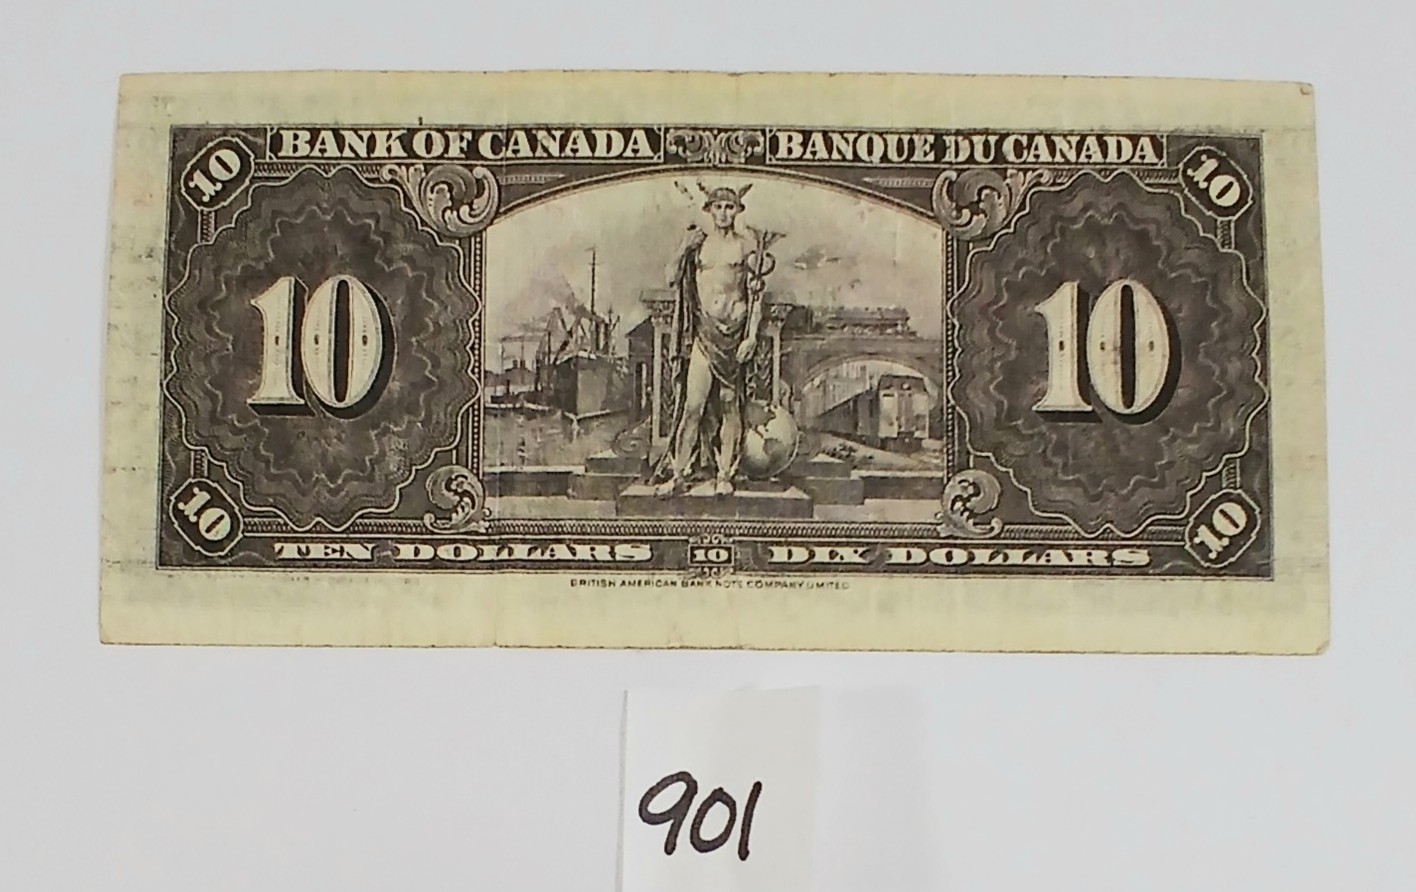 10 BANK OF CANADA BANQUE DU CANADA 10
10 10
10 TEN DOLLARS 10 DIX DOLLARS 10
BRITISH AMERICAN BANK NOTE COMPANY LIMITED
901